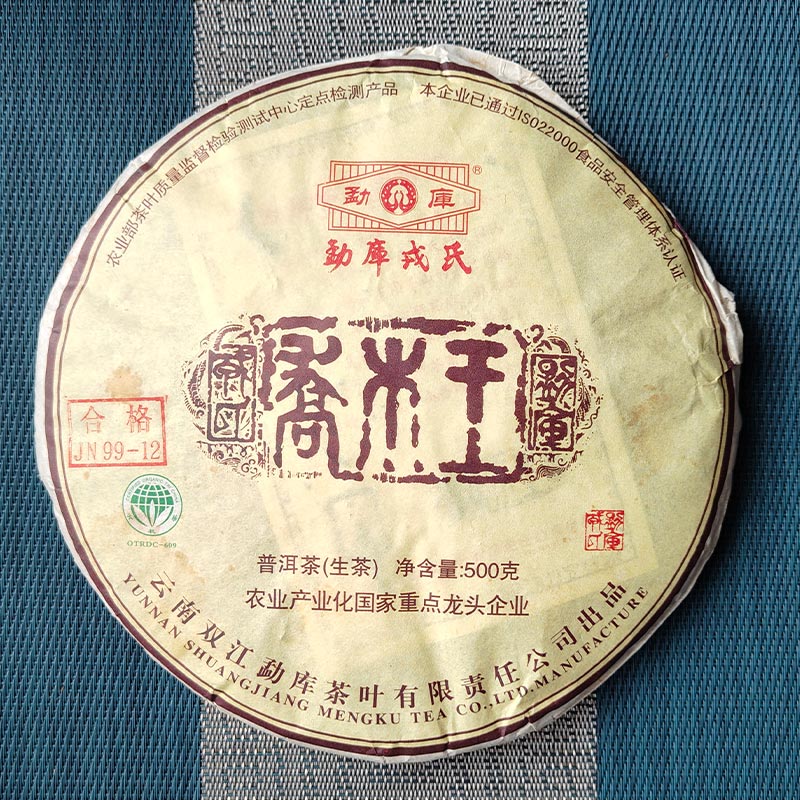 农业部茶叶质量监督检验测试中心定点检测产品 本企业已通过ISO22000食品安全管理体系认证
勐库®
勐库戎氏
喬木王
勐库
合格
JN 99-12
OTRDC-609
普洱茶(生茶) 净含量:500克
农业产业化国家重点龙头企业
云南双江勐库茶叶有限责任公司出品
YUNNAN SHUANGJIANG MENGKU TEA CO.,LTD.MANUFACTURE